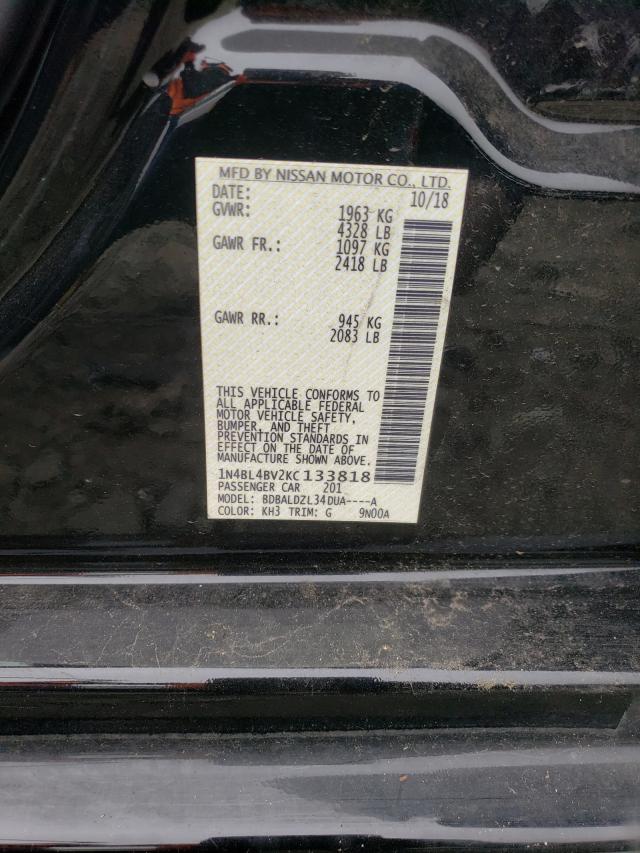 MFD BY NISSAN MOTOR CO., LTD.
DATE: 10/18
GVWR: 1963 KG
4328 LB
GAWR FR.: 1097 KG
2418 LB
GAWR RR.: 945 KG
2083 LB
THIS VEHICLE CONFORMS TO
ALL APPLICABLE FEDERAL
MOTOR VEHICLE SAFETY,
BUMPER, AND THEFT
PREVENTION STANDARDS IN
EFFECT ON THE DATE OF
MANUFACTURE SHOWN ABOVE.
1N4BL4BV2KC133818
PASSENGER CAR 201
MODEL: BDBALDZL34DUA----A
COLOR: KH3 TRIM: G 9N00A